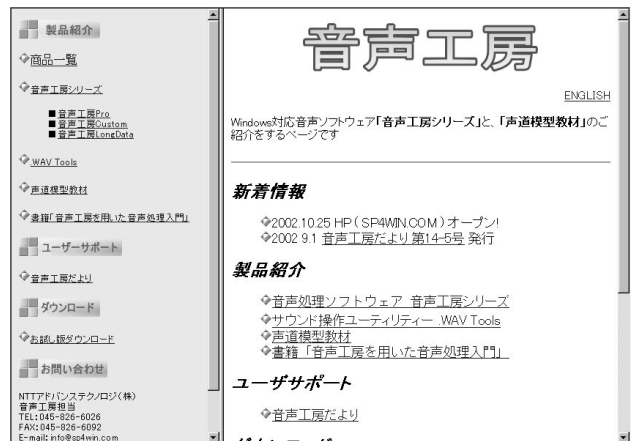 製品紹介
商品一覧
音声工房シリーズ
■音声工房Pro
■音声工房Custom
■音声工房LongData
.WAV Tools
声道模型教材
書籍「音声工房を用いた音声処理入門」
ユーザーサポート
音声工房だより
ダウンロード
お試し版ダウンロード
お問い合わせ
NTTアドバンステクノロジ(株)
音声工房担当
TEL:045-826-6026
FAX:045-826-6092
E-mail:info@sp4win.com
音声工房
ENGLISH
Windows対応音声ソフトウェア「音声工房シリーズ」と、「声道模型教材」のご
紹介をするページです
新着情報
2002.10.25 HP ( SP4WIN.COM ) オープン!
2002 9.1 音声工房だより 第14-5号 発行
製品紹介
音声処理ソフトウェア 音声工房シリーズ
サウンド操作ユーティリティー .WAV Tools
声道模型教材
書籍「音声工房を用いた音声処理入門」
ユーザサポート
音声工房だより